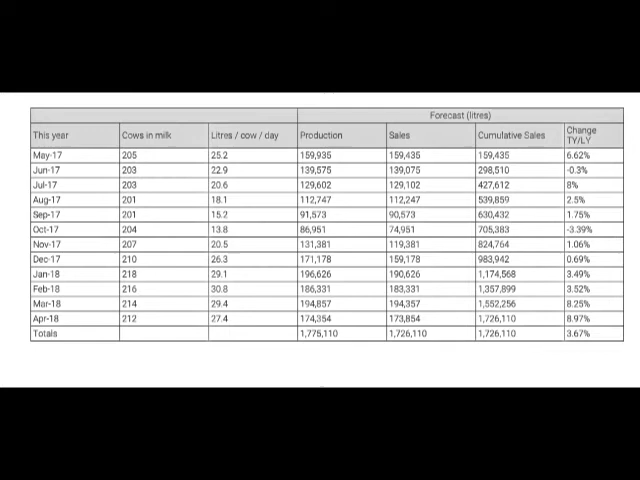 Forecast (litres)
This year Cows in milk Litres / cow / day Production Sales Cumulative Sales Change TY/LY
May-17 205 25.2 159,935 159,435 159,435 6.62%
Jun-17 203 22.9 139,575 139,075 298,510 -0.3%
Jul-17 203 20.6 129,602 129,102 427,612 8%
Aug-17 201 18.1 112,747 112,247 539,859 2.5%
Sep-17 201 15.2 91,573 90,573 630,432 1.75%
Oct-17 204 13.8 86,951 74,951 705,383 -3.39%
Nov-17 207 20.5 131,381 119,381 824,764 1.06%
Dec-17 210 26.3 171,178 159,178 983,942 0.69%
Jan-18 218 29.1 196,626 190,626 1,174,568 3.49%
Feb-18 216 30.8 186,331 183,331 1,357,899 3.52%
Mar-18 214 29.4 194,857 194,357 1,552,256 8.25%
Apr-18 212 27.4 174,354 173,854 1,726,110 8.97%
Totals 1,775,110 1,726,110 1,726,110 3.67%